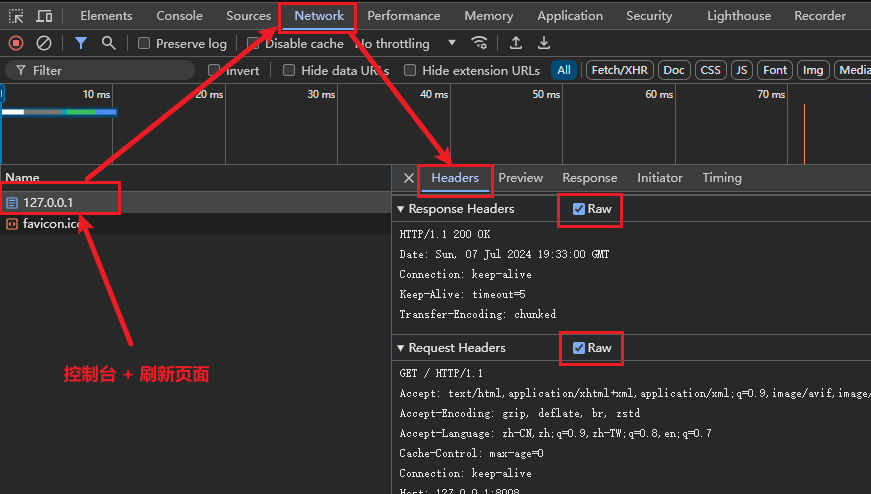 Elements Console Sources Network Performance Memory Application Security Lighthouse Recorder
Preserve log Disable cache No throttling
Filter Invert Hide data URLs Hide extension URLs All Fetch/XHR Doc CSS JS Font Img Media
10 ms 20 ms 30 ms 40 ms 50 ms 60 ms 70 ms
Name
127.0.0.1
favicon.ico
控制台 + 刷新页面
Headers Preview Response Initiator Timing
Response Headers Raw
HTTP/1.1 200 OK
Date: Sun, 07 Jul 2024 19:33:00 GMT
Connection: keep-alive
Keep-Alive: timeout=5
Transfer-Encoding: chunked
Request Headers Raw
GET / HTTP/1.1
Accept: text/html,application/xhtml+xml,application/xml;q=0.9,image/avif,image/
Accept-Encoding: gzip, deflate, br, zstd
Accept-Language: zh-CN,zh;q=0.9,zh-TW;q=0.8,en;q=0.7
Cache-Control: max-age=0
Connection: keep-alive
Host: 127.0.0.1:8008